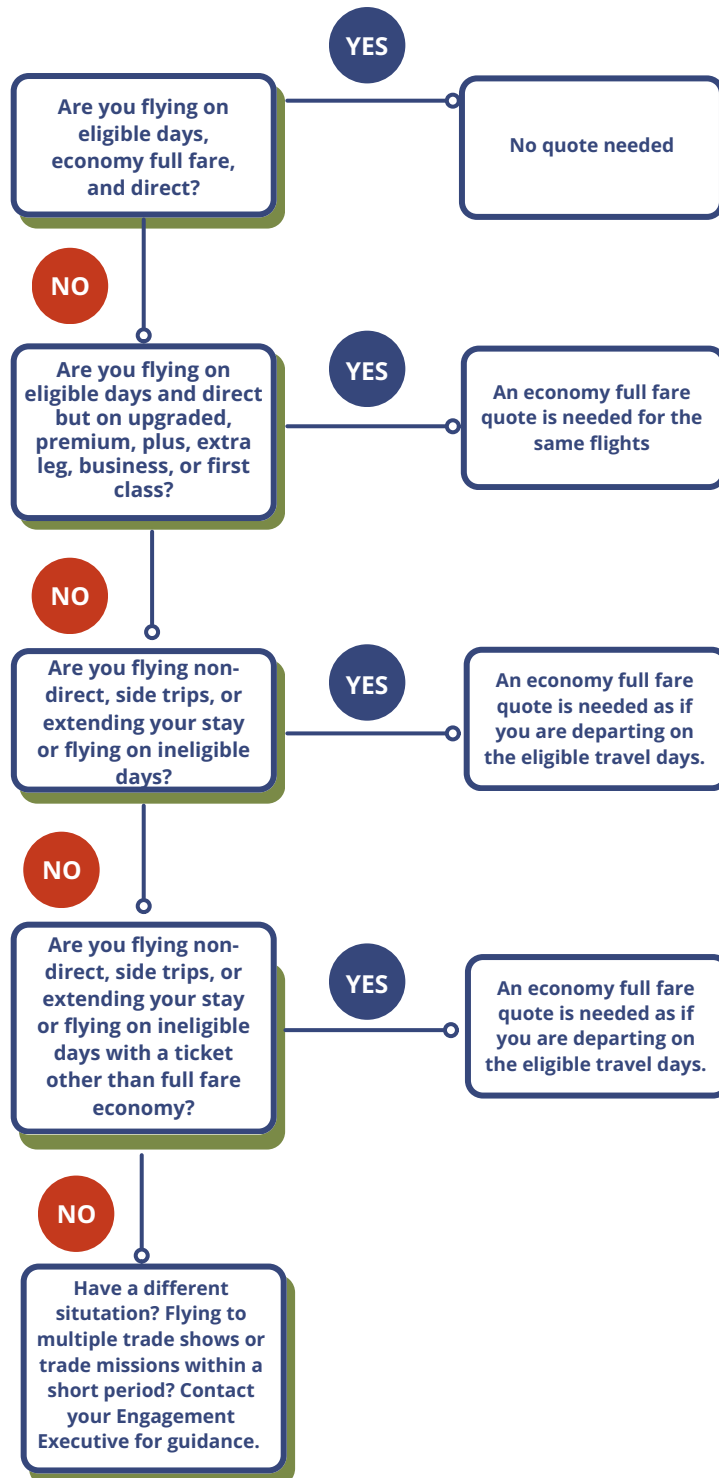 YES
Are you flying on
eligible days,
economy full fare,
and direct?
No quote needed
NO
Are you flying on
eligible days and direct
but on upgraded,
premium, plus, extra
leg, business, or first
class?
YES
An economy full fare
quote is needed for the
same flights
NO
Are you flying non-
direct, side trips, or
extending your stay
or flying on ineligible
days?
YES
An economy full fare
quote is needed as if
you are departing on
the eligible travel days.
NO
Are you flying non-
direct, side trips, or
extending your stay
or flying on ineligible
days with a ticket
other than full fare
economy?
YES
An economy full fare
quote is needed as if
you are departing on
the eligible travel days.
NO
Have a different
situtation? Flying to
multiple trade shows or
trade missions within a
short period? Contact
your Engagement
Executive for guidance.